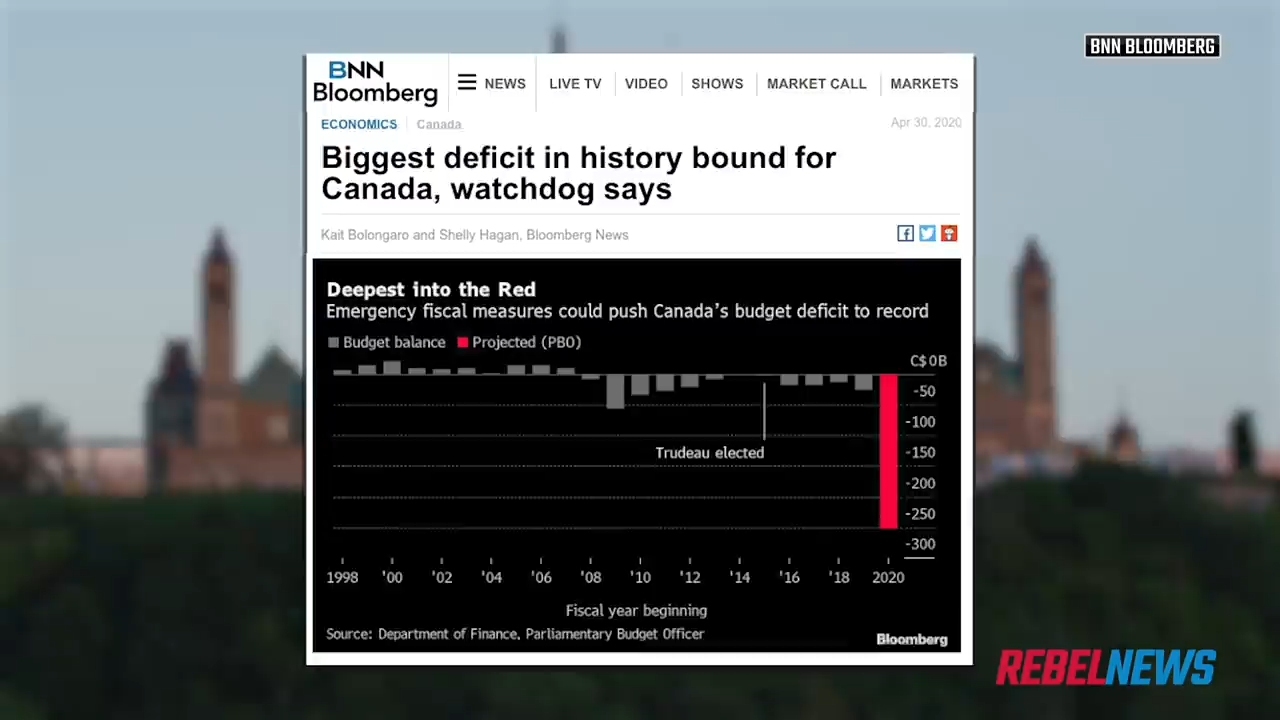 BNN BLOOMBERG
BNN
Bloomberg
NEWS
LIVE TV
VIDEO
SHOWS
MARKET CALL
MARKETS
ECONOMICS
Canada
Apr 30, 2020
Biggest deficit in history bound for
Canada, watchdog says
Kait Bolongaro and Shelly Hagan, Bloomberg News
Deepest into the Red
Emergency fiscal measures could push Canada's budget deficit to record
Budget balance
Projected (PBO)
C$0B
-50
-100
-150
-200
-250
-300
Trudeau elected
1998 '00 '02 '04 '06 '08 '10 '12 '14 '16 '18 2020
Fiscal year beginning
Source: Department of Finance, Parliamentary Budget Officer
Bloomberg
REBELNEWS